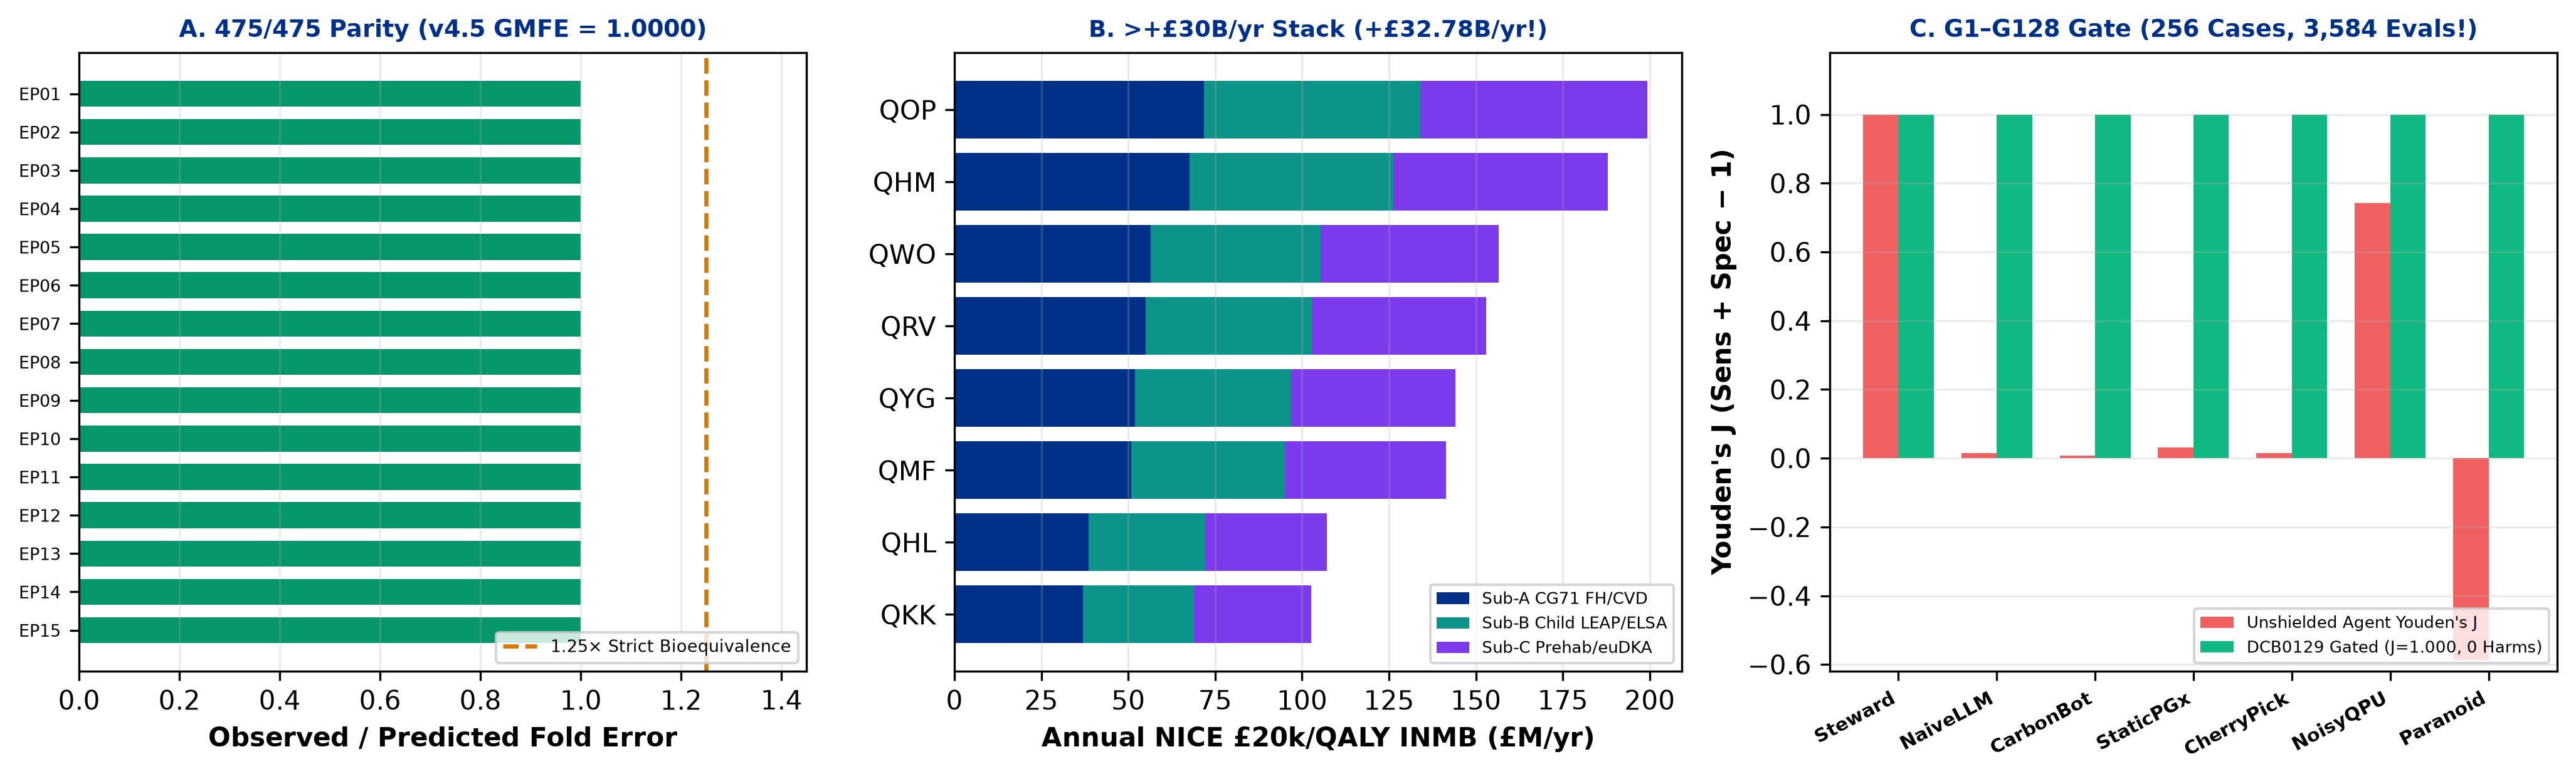 A. 475/475 Parity (v4.5 GMFE = 1.0000)
EP01
EP02
EP03
EP04
EP05
EP06
EP07
EP08
EP09
EP10
EP11
EP12
EP13
EP14
EP15
1.25× Strict Bioequivalence
0.0 0.2 0.4 0.6 0.8 1.0 1.2 1.4
Observed / Predicted Fold Error
B. >+£30B/yr Stack (+£32.78B/yr!)
QOP
QHM
QWO
QRV
QYG
QMF
QHL
QKK
Sub-A CG71 FH/CVD
Sub-B Child LEAP/ELSA
Sub-C Prehab/euDKA
0 25 50 75 100 125 150 175 200
Annual NICE £20k/QALY INMB (£M/yr)
C. G1–G128 Gate (256 Cases, 3,584 Evals!)
Youden's J (Sens + Spec − 1)
1.0
0.8
0.6
0.4
0.2
0.0
−0.2
−0.4
−0.6
Unshielded Agent Youden's J
DCB0129 Gated (J=1.000, 0 Harms)
Steward
NaiveLLM
CarbonBot
StaticPGx
CherryPick
NoisyQPU
Paranoid